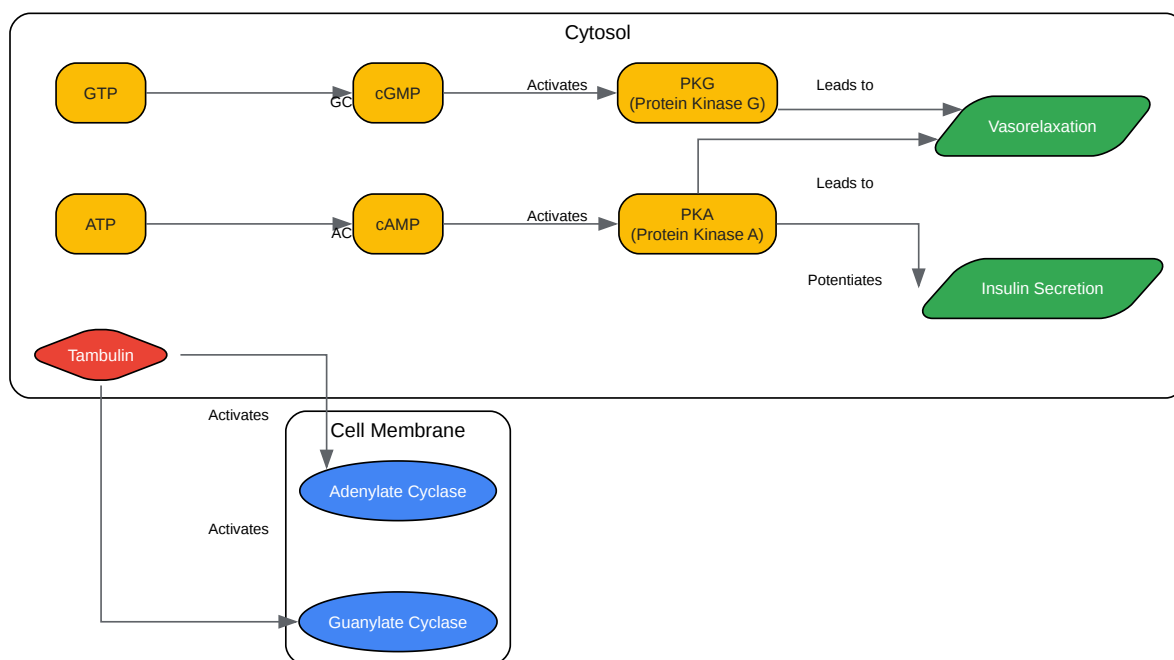 Cytosol
GTP
GC
cGMP
Activates
PKG
(Protein Kinase G)
Leads to
Vasorelaxation
ATP
AC
cAMP
Activates
PKA
(Protein Kinase A)
Leads to
Potentiates
Insulin Secretion
Tambulin
Activates
Cell Membrane
Adenylate Cyclase
Activates
Guanylate Cyclase